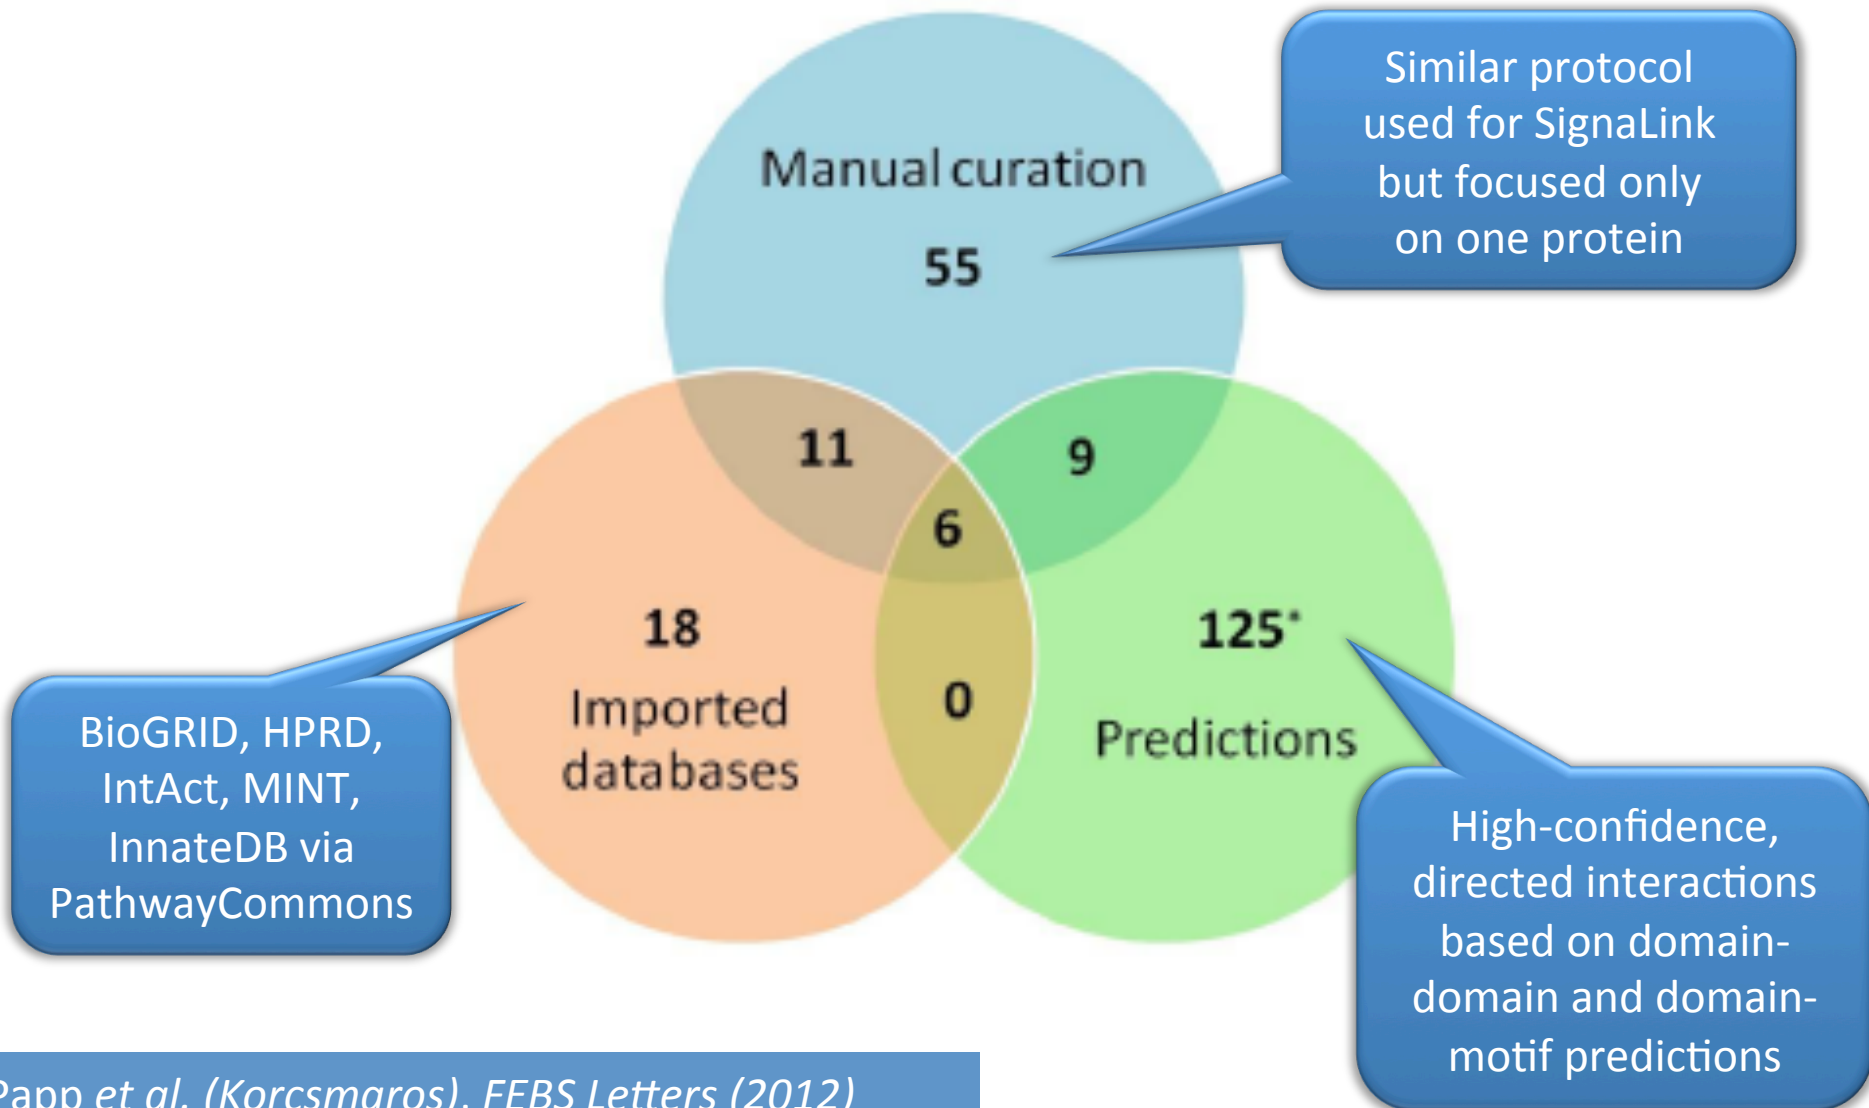 Similar protocol
used for SignaLink
but focused only
on one protein
Manual curation
55
11
9
6
18
Imported
databases
0
125*
Predictions
BioGRID, HPRD,
IntAct, MINT,
InnateDB via
PathwayCommons
High-confidence,
directed interactions
based on domain-
domain and domain-
motif predictions
Papp et al. (Korcsmaros), FEBS Letters (2012)